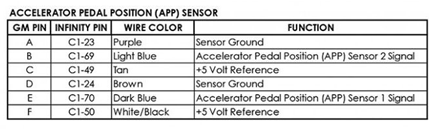 ACCELERATOR PEDAL POSITION (APP) SENSOR
GM PIN INFINITY PIN WIRE COLOR FUNCTION
A C1-23 Purple Sensor Ground
B C1-69 Light Blue Accelerator Pedal Position (APP) Sensor 2 Signal
C C1-49 Tan +5 Volt Reference
D C1-24 Brown Sensor Ground
E C1-70 Dark Blue Accelerator Pedal Position (APP) Sensor 1 Signal
F C1-50 White/Black +5 Volt Reference